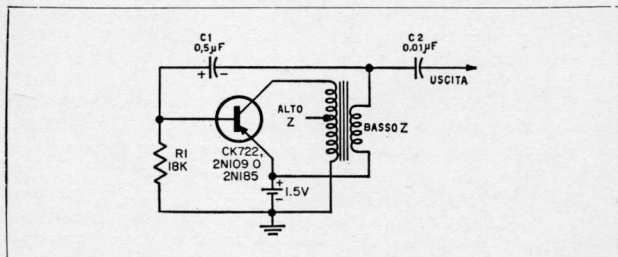 C1
0,5µF
+ -
C2
0.01µF
USCITA
ALTO
Z
BASSO Z
R1
18K
CK722,
2N109 O
2N185
+
1.5V
-